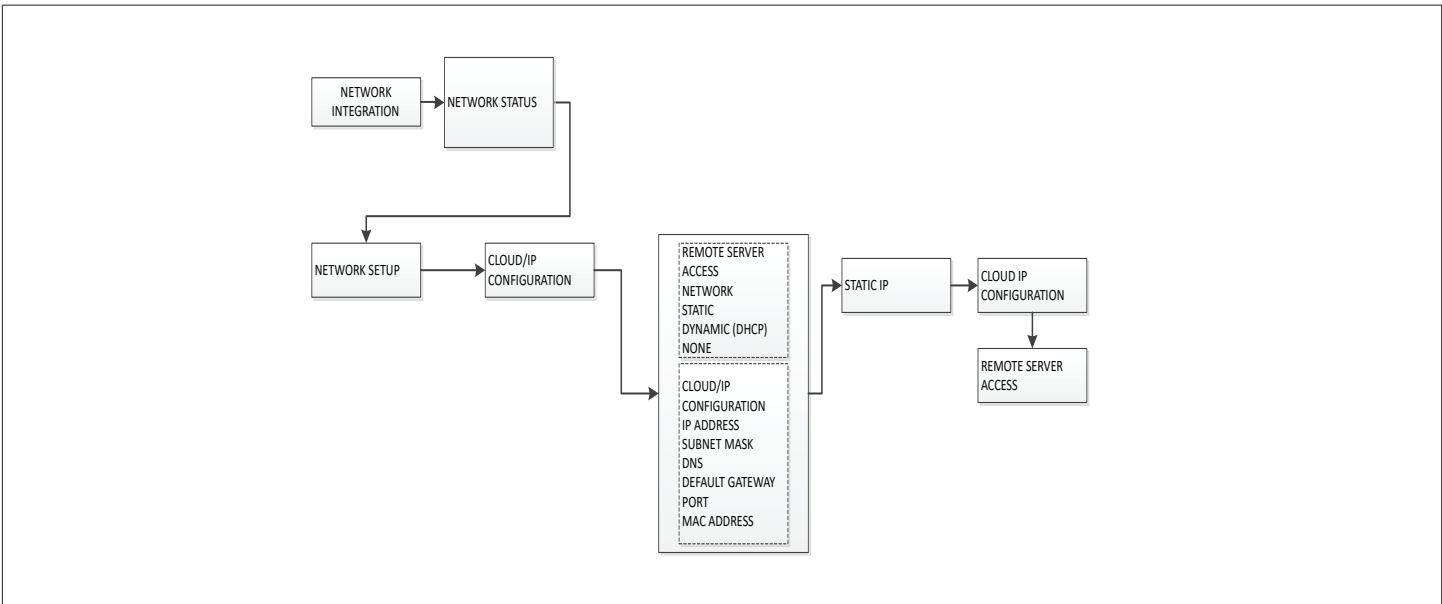 NETWORK
INTEGRATION
NETWORK STATUS
NETWORK SETUP
CLOUD/IP
CONFIGURATION
REMOTE SERVER
ACCESS
NETWORK
STATIC
DYNAMIC (DHCP)
NONE
CLOUD/IP
CONFIGURATION
IP ADDRESS
SUBNET MASK
DNS
DEFAULT GATEWAY
PORT
MAC ADDRESS
STATIC IP
CLOUD IP
CONFIGURATION
REMOTE SERVER
ACCESS